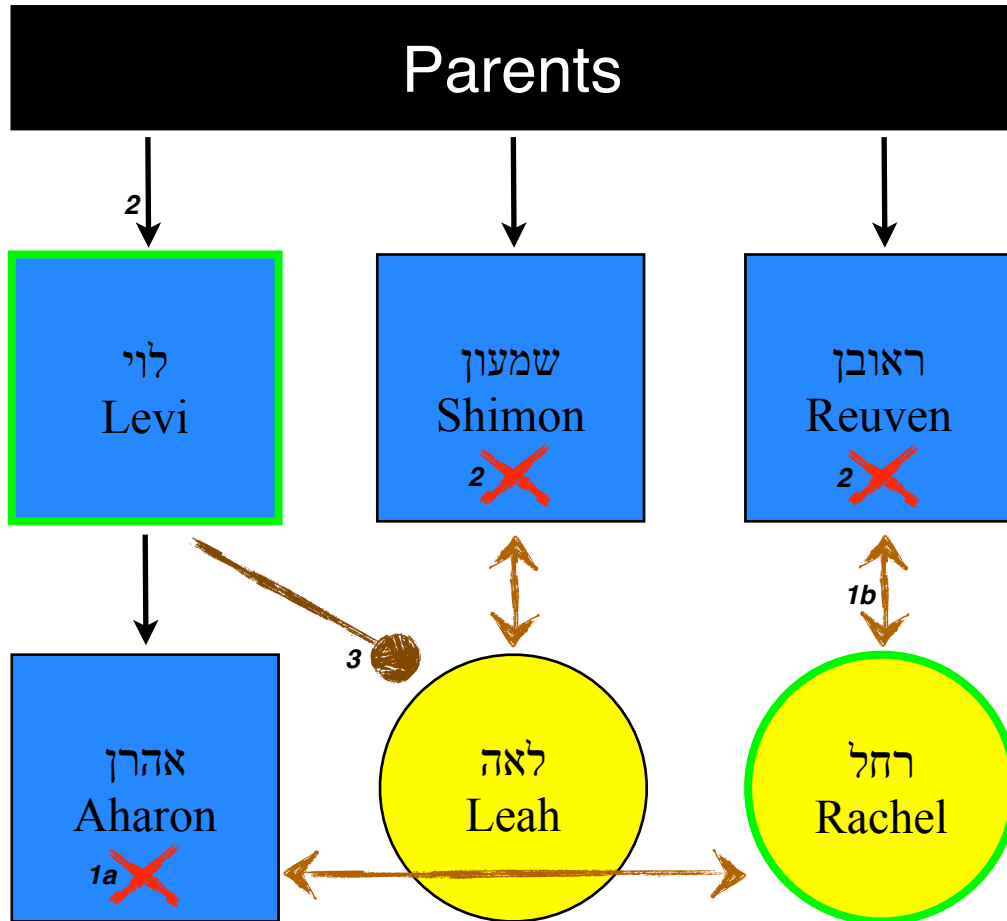 Parents
2
לוי
Levi
שמעון
Shimon
2
ראובן
Reuven
2
1b
3
אהרן
Aharon
1a
לאה
Leah
רחל
Rachel